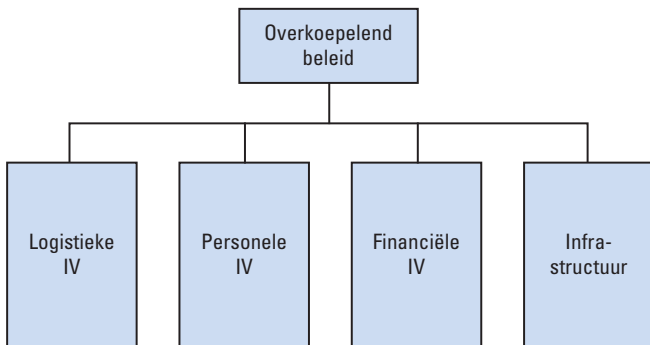 Overkoepelend
beleid
Logistieke
IV
Personele
IV
Financiële
IV
Infra-
structuur